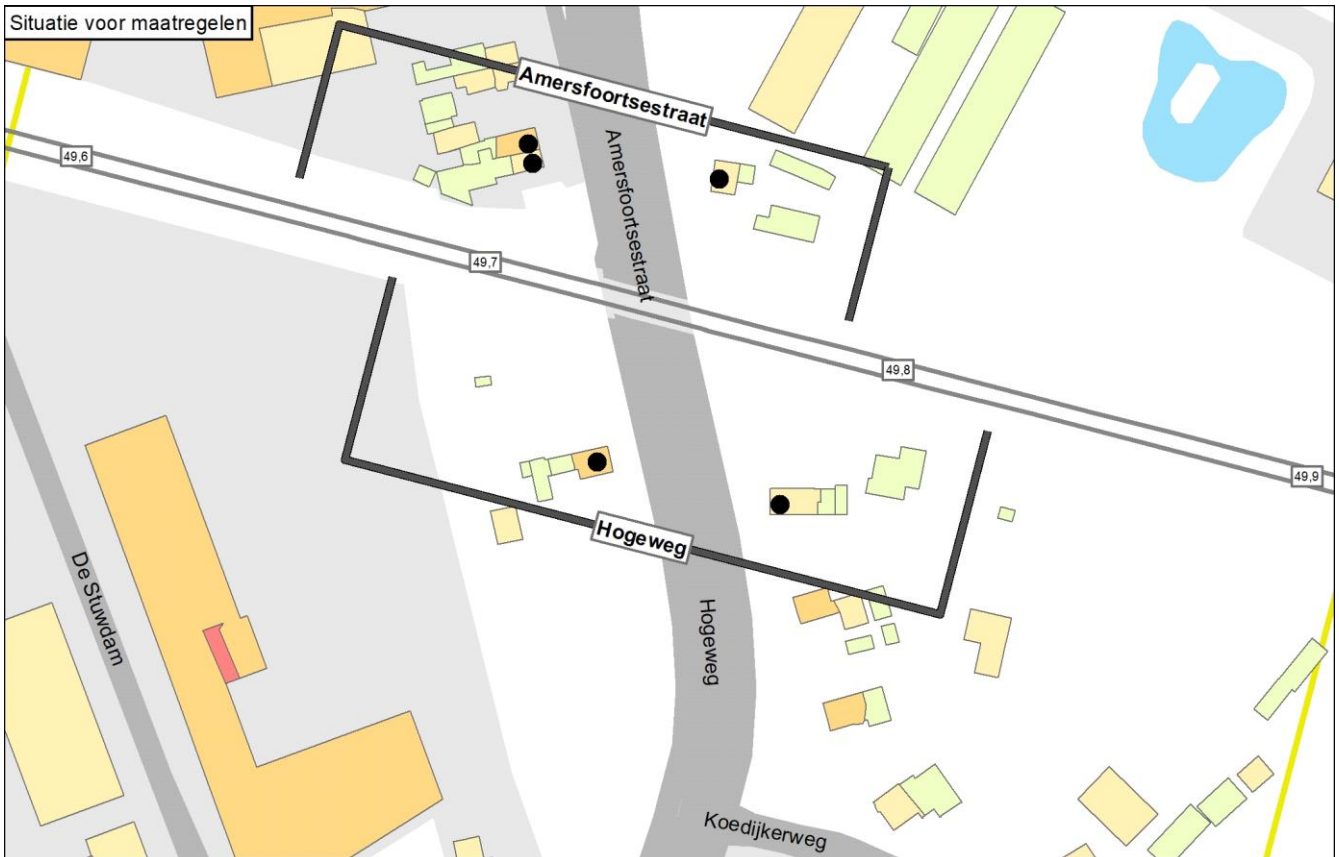 Situatie voor maatregelen
Amersfoortsestraat
Amersfoortsestraat
49,6
49,7
49,8
49,9
Hogeweg
De Stuwdam
Hogeweg
Koedijkerweg